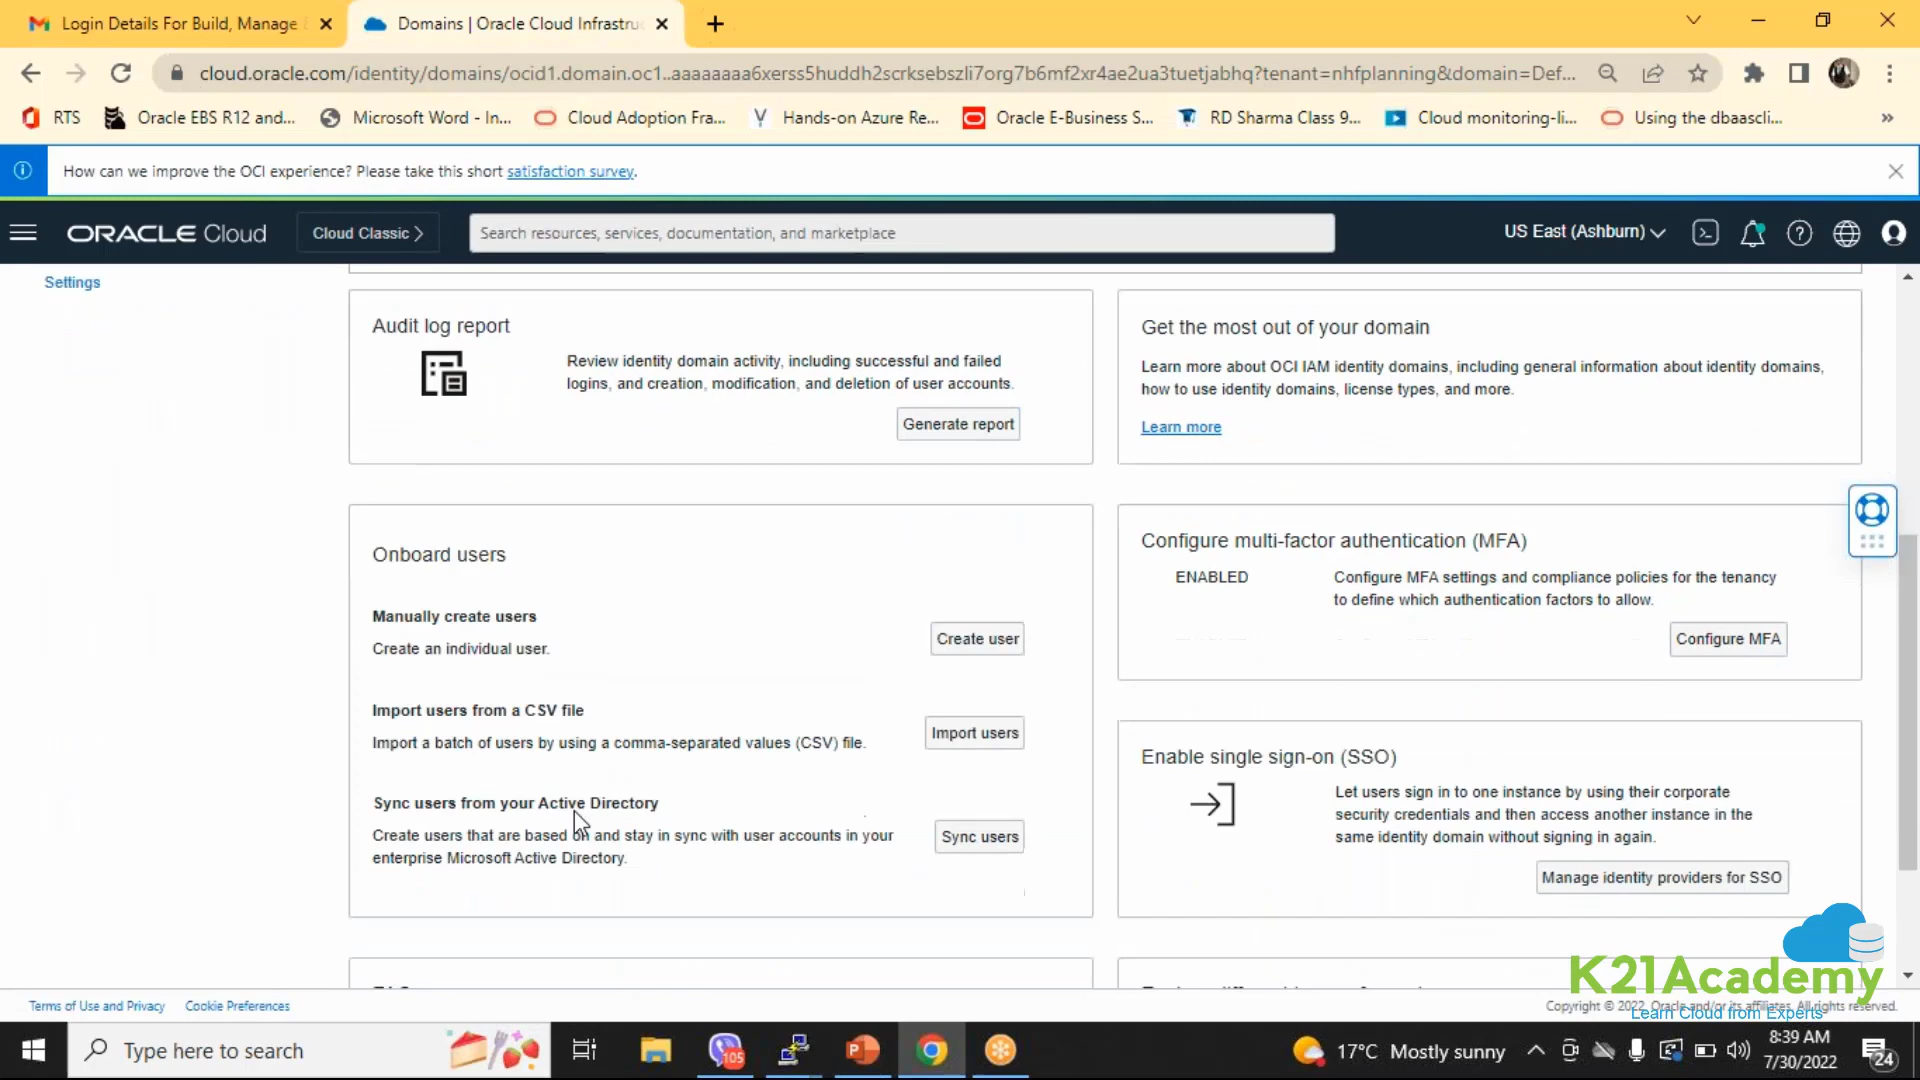 Login Details For Build, Manage
Domains | Oracle Cloud Infrastru
cloud.oracle.com/identity/domains/ocid1.domain.oc1..aaaaaaaa6xerss5huddh2scrksebszli7org7b6mf2xr4ae2ua3tuetjabhq?tenant=nhfplanning&domain=Def...
RTS
Oracle EBS R12 and...
Microsoft Word - In...
Cloud Adoption Fra...
Hands-on Azure Re...
Oracle E-Business S...
RD Sharma Class 9...
Cloud monitoring-li...
Using the dbaascli...
»
How can we improve the OCI experience? Please take this short satisfaction survey.
ORACLE Cloud
Cloud Classic >
Search resources, services, documentation, and marketplace
US East (Ashburn)
Settings
Audit log report
Review identity domain activity, including successful and failed
logins, and creation, modification, and deletion of user accounts.
Generate report
Get the most out of your domain
Learn more about OCI IAM identity domains, including general information about identity domains,
how to use identity domains, license types, and more.
Learn more
Onboard users
Manually create users
Create an individual user.
Create user
Import users from a CSV file
Import a batch of users by using a comma-separated values (CSV) file.
Import users
Sync users from your Active Directory
Create users that are based on and stay in sync with user accounts in your
enterprise Microsoft Active Directory.
Sync users
Configure multi-factor authentication (MFA)
ENABLED
Configure MFA settings and compliance policies for the tenancy
to define which authentication factors to allow.
Configure MFA
Enable single sign-on (SSO)
Let users sign in to one instance by using their corporate
security credentials and then access another instance in the
same identity domain without signing in again.
Manage identity providers for SSO
K21Academy
Learn Cloud from Experts
Terms of Use and Privacy
Cookie Preferences
Copyright © 2022, Oracle and/or its affiliates. All rights reserved.
Type here to search
105
17°C Mostly sunny
8:39 AM
7/30/2022
24